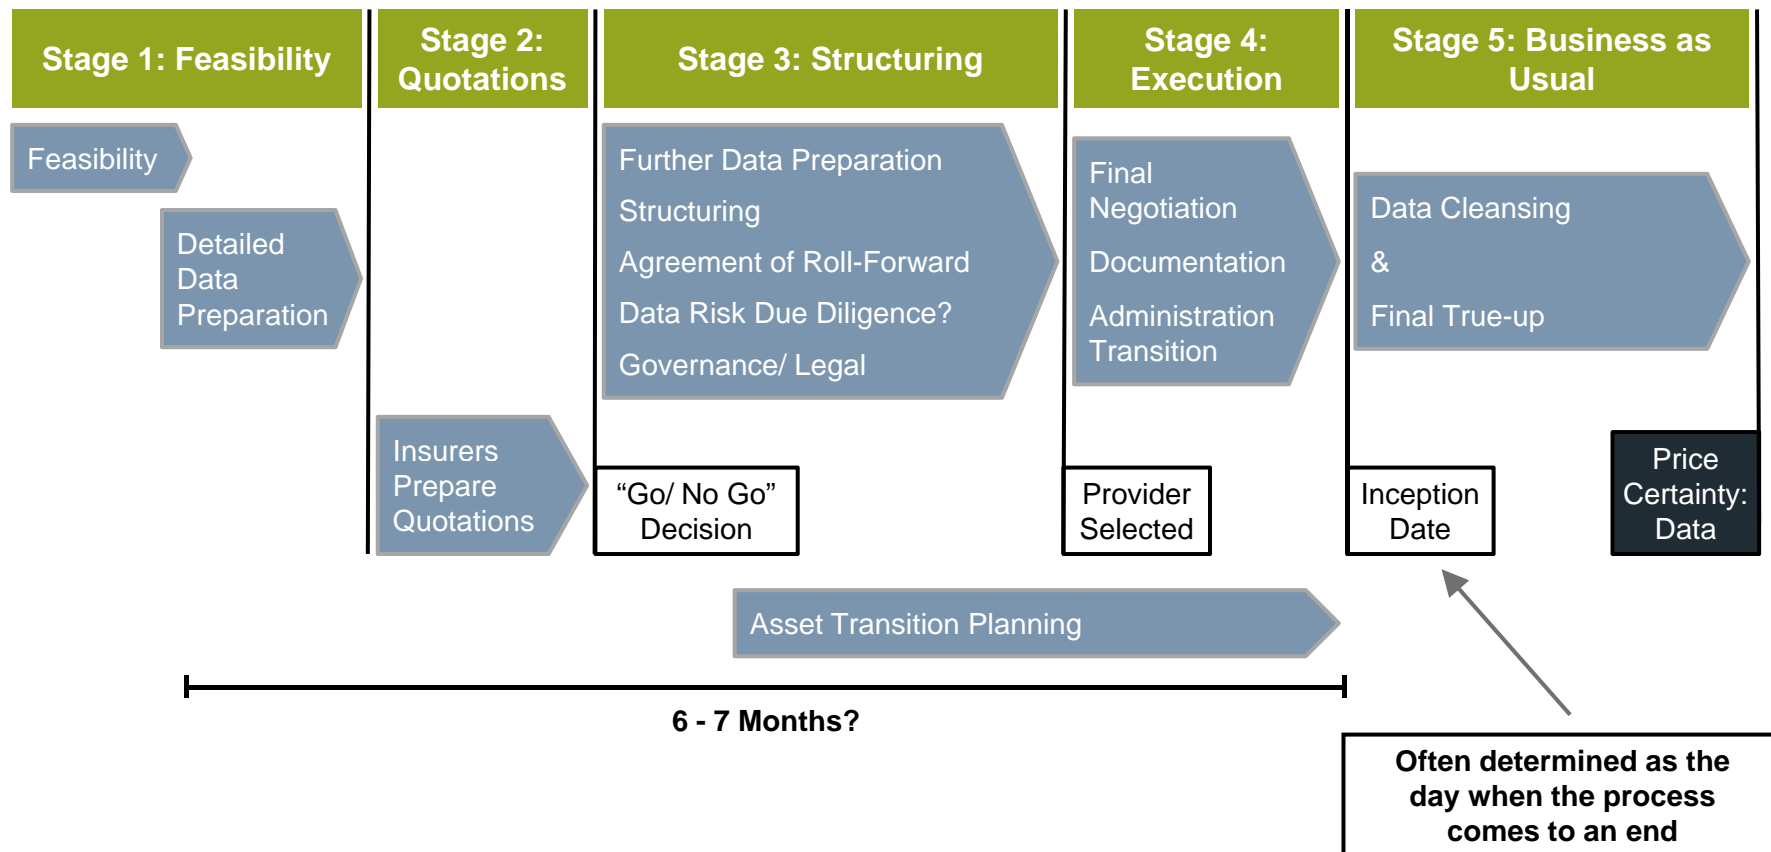 Stage 1: Feasibility
Stage 2:
Quotations
Stage 3: Structuring
Stage 4:
Execution
Stage 5: Business as
Usual
Feasibility
Detailed
Data
Preparation
Insurers
Prepare
Quotations
Further Data Preparation
Structuring
Agreement of Roll-Forward
Data Risk Due Diligence?
Governance/ Legal
Final
Negotiation
Documentation
Administration
Transition
Data Cleansing
&
Final True-up
“Go/ No Go”
Decision
Provider
Selected
Inception
Date
Price
Certainty:
Data
Asset Transition Planning
6 - 7 Months?
Often determined as the
day when the process
comes to an end